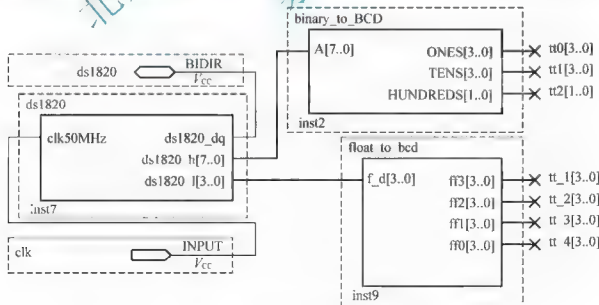 binary_to_BCD
A[7..0]
ONES[3..0]
TENS[3..0]
HUNDREDS[1..0]
tt0[3..0]
tt1[3..0]
tt2[1..0]
inst2
ds1820
BIDIR
VCC
ds1820
clk50MHz
ds1820_dq
ds1820_h[7..0]
ds1820_l[3..0]
inst7
clk
INPUT
VCC
float_to_bcd
f_d[3..0]
ff3[3..0]
ff2[3..0]
ff1[3..0]
ff0[3..0]
tt_1[3..0]
tt_2[3..0]
tt_3[3..0]
tt_4[3..0]
inst9